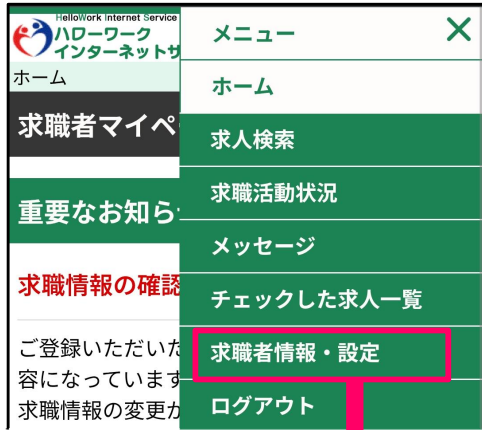 HelloWork Internet Service
ハローワーク
インターネットサ
ホーム
求職者マイペ
重要なお知ら
求職情報の確認
ご登録いただいた
容になっています
求職情報の変更が
メニュー
ホーム
求人検索
求職活動状況
メッセージ
チェックした求人一覧
求職者情報・設定
ログアウト